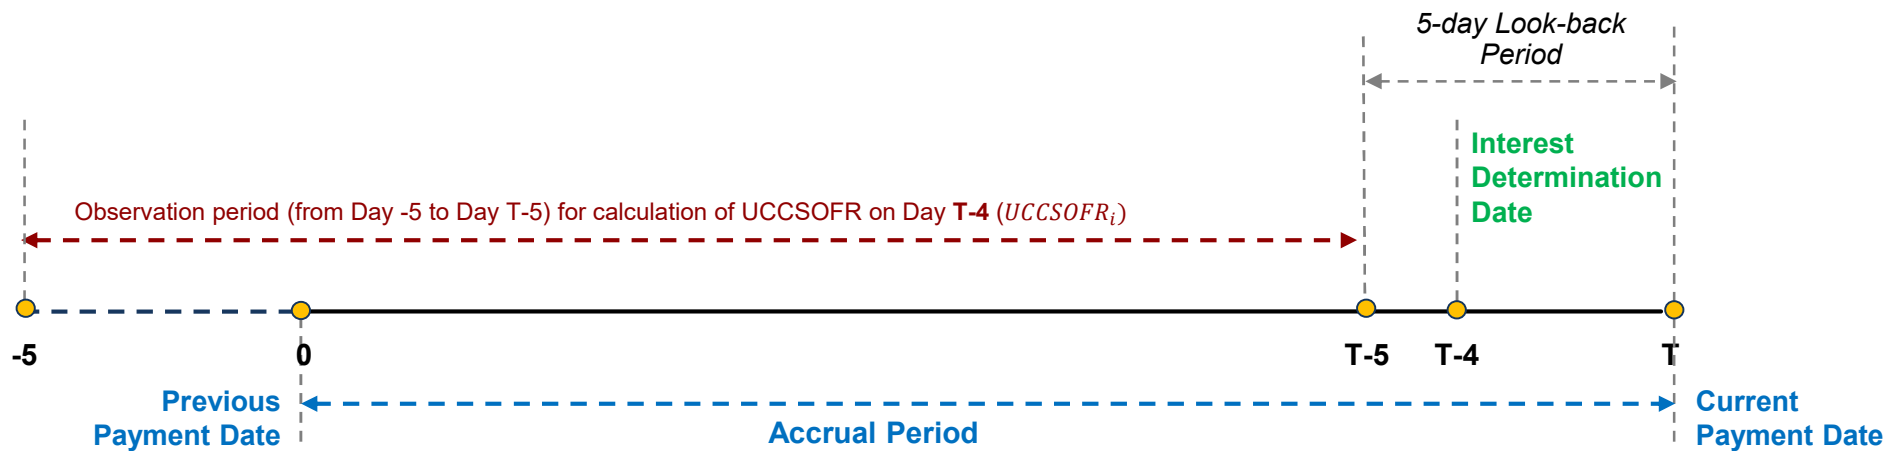 5-day Look-back
Period
Interest
Determination
Date
Observation period (from Day -5 to Day T-5) for calculation of UCCSOFR on Day T-4 (𝑈𝐶𝐶𝑆𝑂𝐹𝑅ᵢ)
-5
0
T-5
T-4
T
Previous
Payment Date
Accrual Period
Current
Payment Date